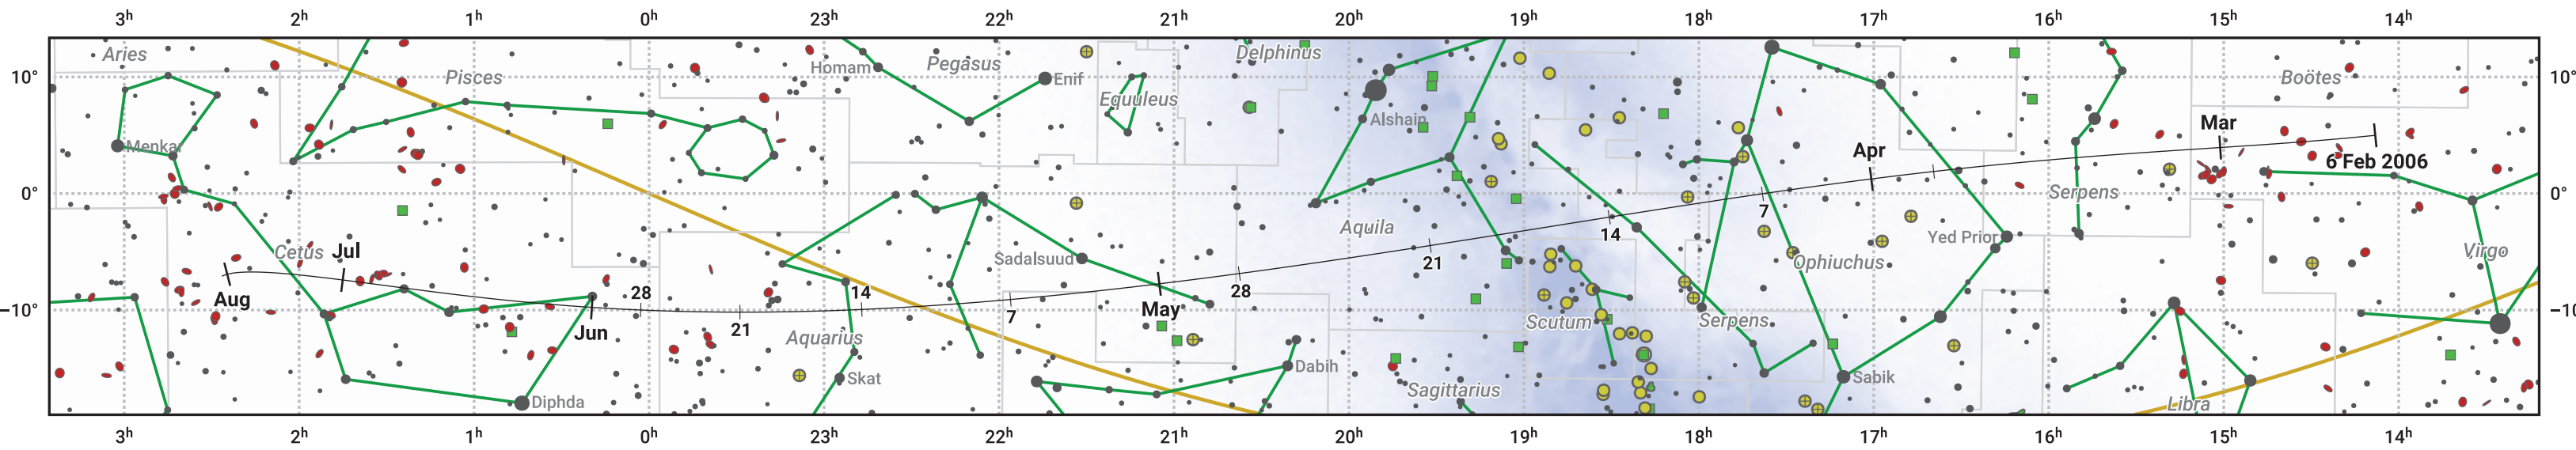 3h 2h 1h 0h 23h 22h 21h 20h 19h 18h 17h 16h 15h 14h
Aries Pegasus Delphinus
Homam
10° Pisces Enif Boötes 10°
Equuleus
Alshain Mar
Menkar Apr 6 Feb 2006
0° Serpens 0°
7
Aquila 14 Yed Prior
Cetus Jul Sadalsuud 21 Ophiuchus Virgo
Aug 28 14 28
−10° 7 May −10
Jun 21 Aquarius Scutum Serpens
Dabih
Skat Sabik
Diphda Sagittarius Libra
3h 2h 1h 0h 23h 22h 21h 20h 19h 18h 17h 16h 15h 14h